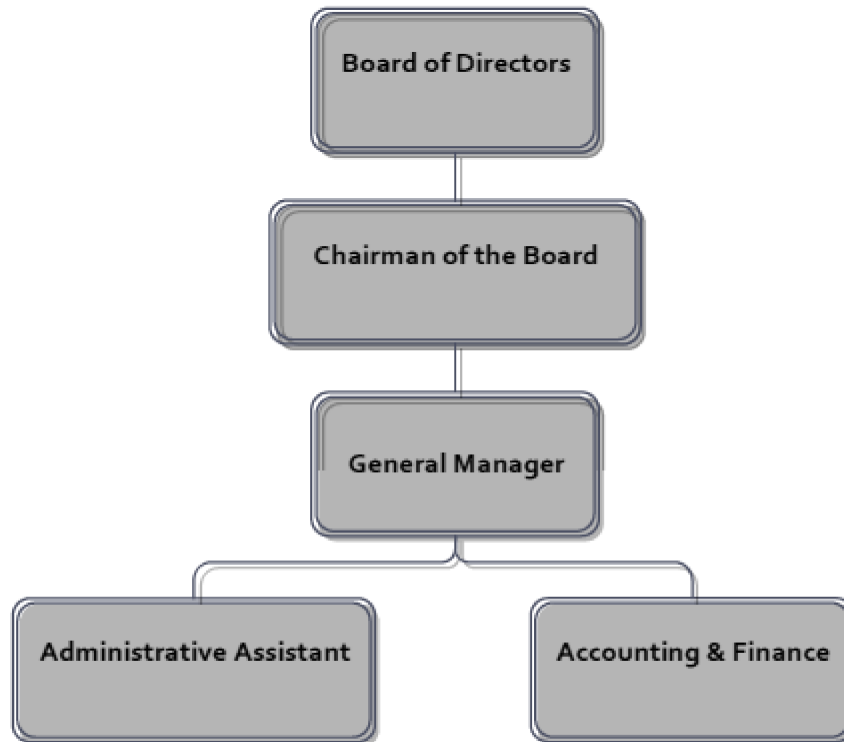 Board of Directors
Chairman of the Board
General Manager
Administrative Assistant
Accounting & Finance